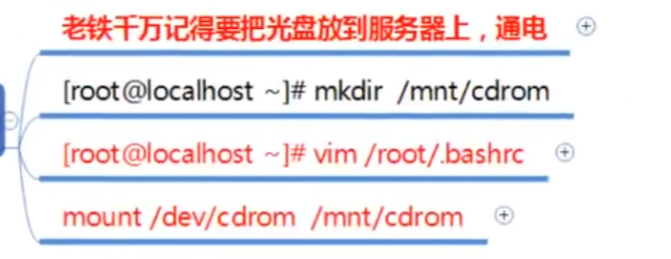 老铁千万记得要把光盘放到服务器上，通电
[root@localhost ~]# mkdir /mnt/cdrom
[root@localhost ~]# vim /root/.bashrc
mount /dev/cdrom /mnt/cdrom